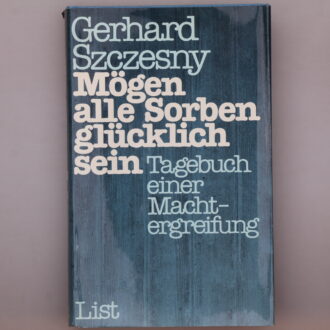 Gerhard
Szczesny
Mögen
alle Sorben
glücklich
sein Tagebuch
einer
Macht-
ergreifung
List